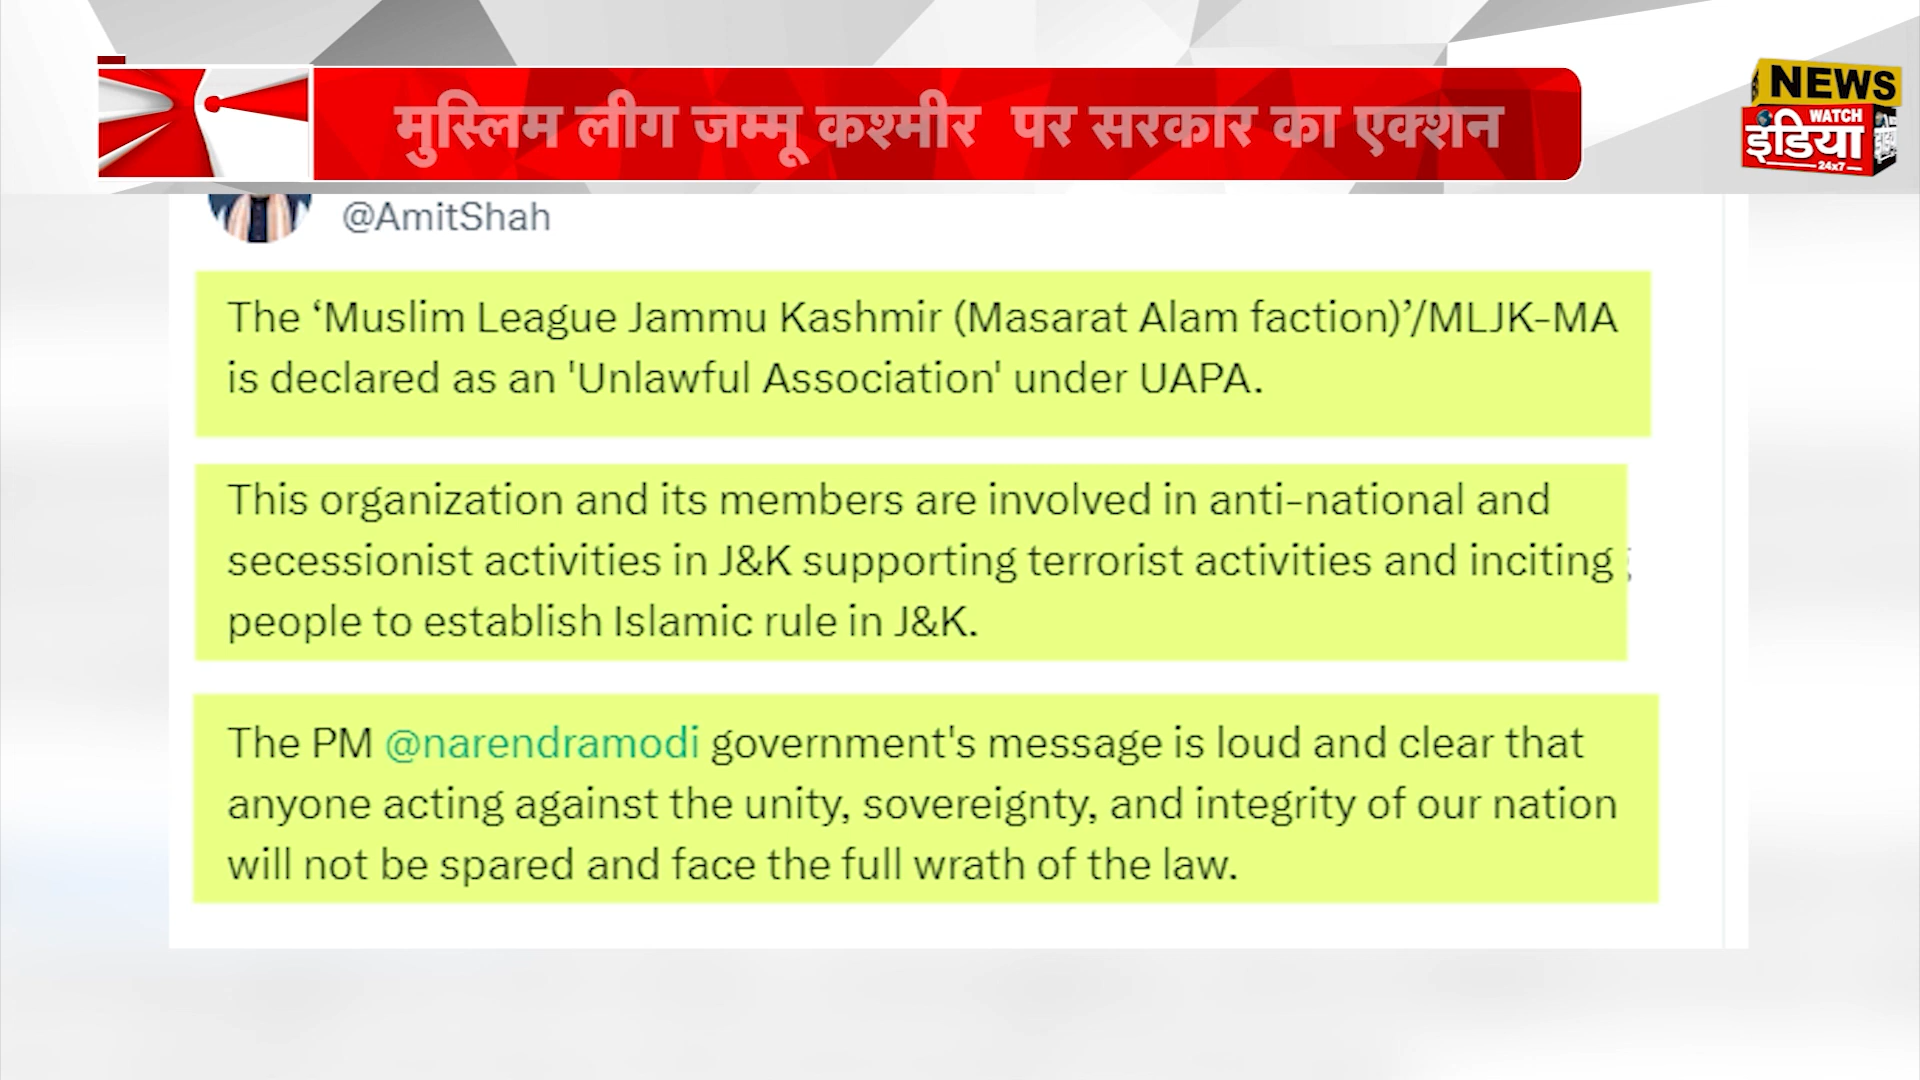 मुस्लिम लीग जम्मू कश्मीर पर सरकार का एक्शन
NEWS
WATCH
इंडिया
24x7
@AmitShah
The ‘Muslim League Jammu Kashmir (Masarat Alam faction)’/MLJK-MA
is declared as an 'Unlawful Association' under UAPA.
This organization and its members are involved in anti-national and
secessionist activities in J&K supporting terrorist activities and inciting
people to establish Islamic rule in J&K.
The PM @narendramodi government's message is loud and clear that
anyone acting against the unity, sovereignty, and integrity of our nation
will not be spared and face the full wrath of the law.